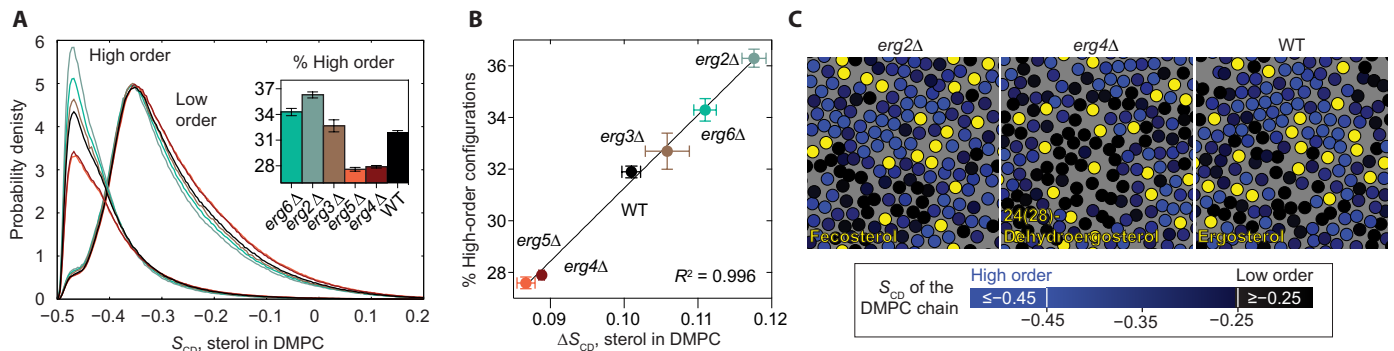 A
High order
Low
order
% High order
37
34
31
28
erg6Δ
erg2Δ
erg3Δ
erg5Δ
erg4Δ
WT
Probability denisty
6
5
4
3
2
1
0
−0.5
−0.4
−0.3
−0.2
−0.1
0
0.1
0.2
SCD, sterol in DMPC
B
% High-order configurations
36
34
32
30
28
erg2Δ
erg6Δ
erg3Δ
WT
erg5Δ
erg4Δ
R² = 0.996
0.09
0.10
0.11
0.12
ΔSCD, sterol in DMPC
C
erg2Δ
erg4Δ
WT
Fecosterol
24(28)-
Dehydroergosterol
Ergosterol
SCD of the
DMPC chain
High order
Low order
≤−0.45
≥−0.25
−0.45
−0.35
−0.25